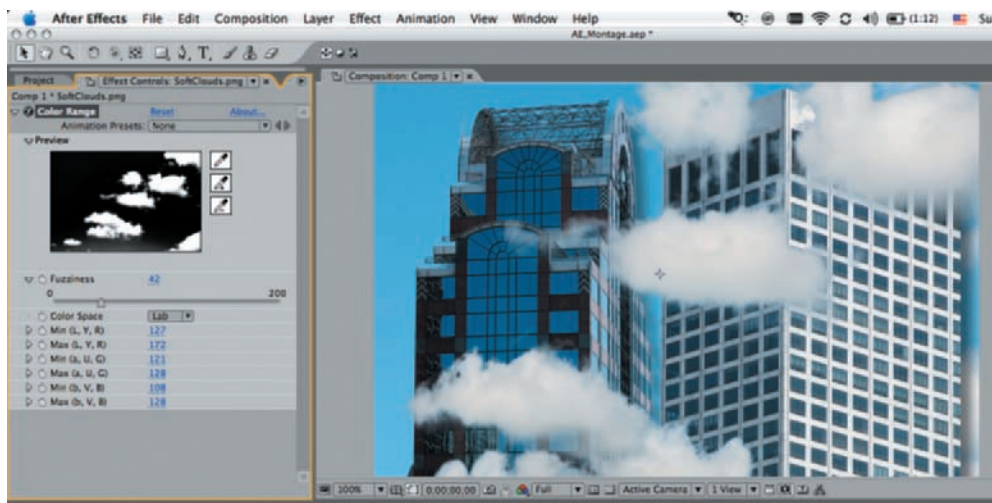 After Effects File Edit Composition Layer Effect Animation View Window Help (1:12) Su
AE_Montage.aep *
Project Effect Controls: SoftClouds.png Composition: Comp 1
Comp 1 * SoftClouds.png
Color Range Reset About...
Animation Presets: None
Preview
Fuzziness 42
0 200
Color Space Lab
Min (L, Y, R) 127
Max (L, Y, R) 172
Min (a, U, G) 121
Max (a, U, G) 128
Min (b, V, B) 108
Max (b, V, B) 128
100% 0;00;00;00 Full Active Camera 1 View